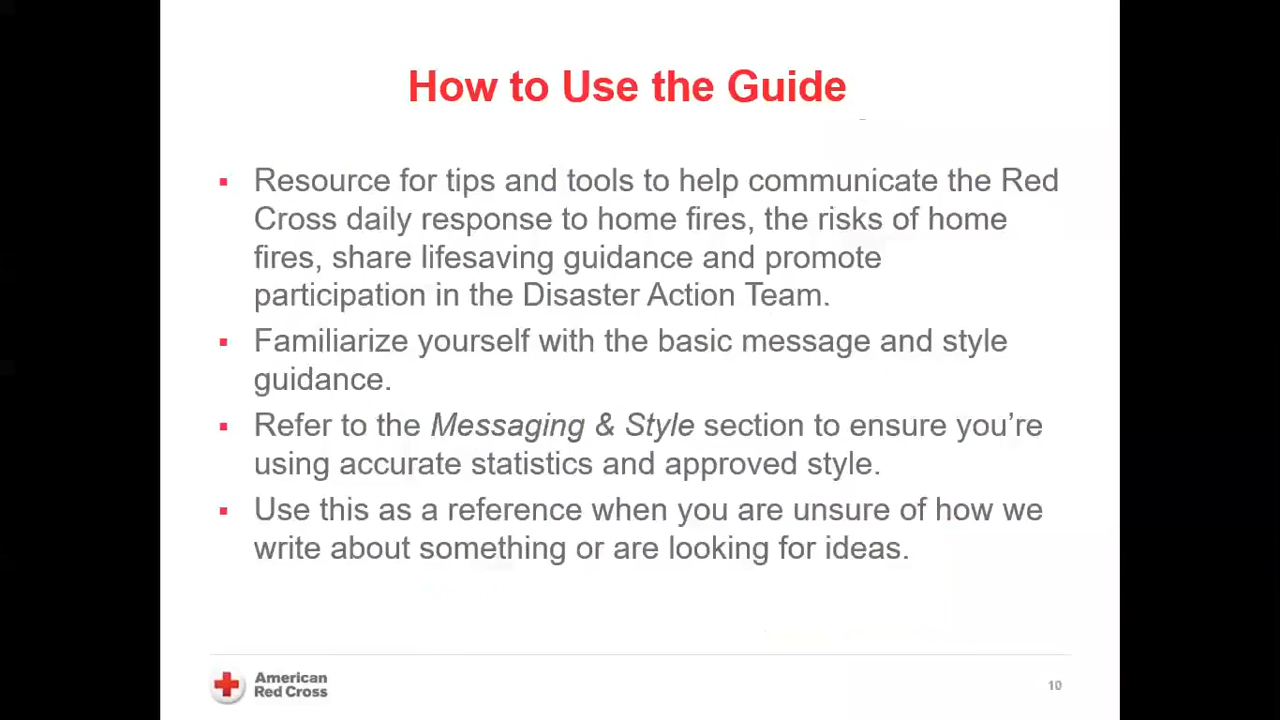 How to Use the Guide
Resource for tips and tools to help communicate the Red
Cross daily response to home fires, the risks of home
fires, share lifesaving guidance and promote
participation in the Disaster Action Team.
Familiarize yourself with the basic message and style
guidance.
Refer to the Messaging & Style section to ensure you’re
using accurate statistics and approved style.
Use this as a reference when you are unsure of how we
write about something or are looking for ideas.
American
Red Cross
10